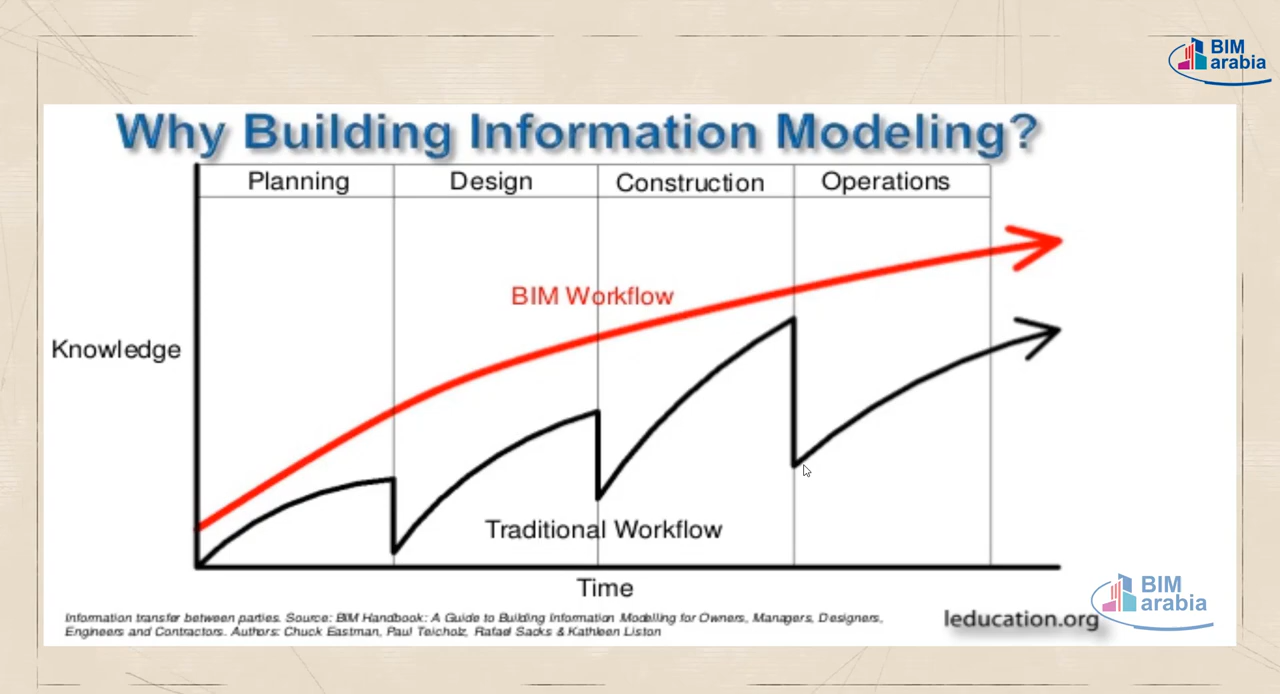 BIM
arabia
Why Building Information Modeling?
Planning Design Construction Operations
BIM Workflow
Knowledge
Traditional Workflow
Time
Information transfer between parties. Source: BIM Handbook: A Guide to Building Information Modelling for Owners, Managers, Designers,
Engineers and Contractors. Authors: Chuck Eastman, Paul Teicholz, Rafael Sacks & Kathleen Liston
leducation.org
BIM
arabia